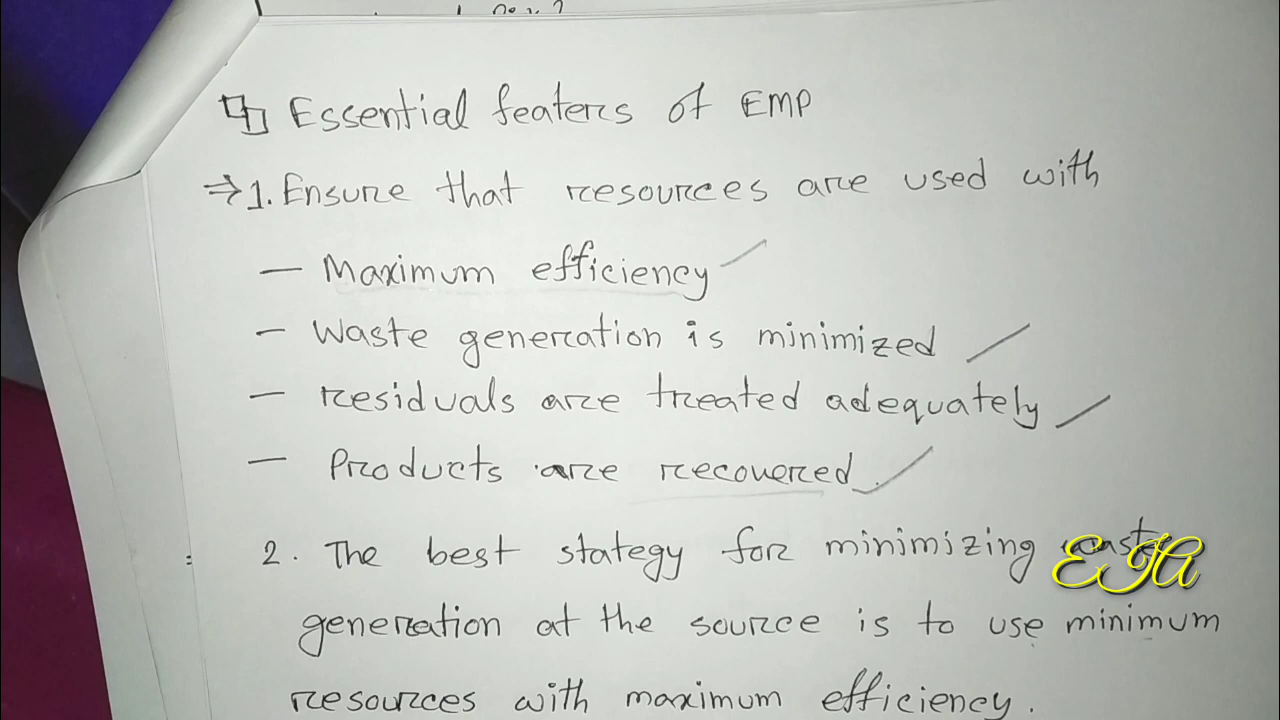 Essential featers of EMP
⇒1. Ensure that resources are used with
— Maximum efficiency
— Waste generation is minimized
— residuals are treated adequately
— Products are recovered.
2. The best stategy for minimizing waste
EIA
generation at the source is to use minimum
resources with maximum efficiency.